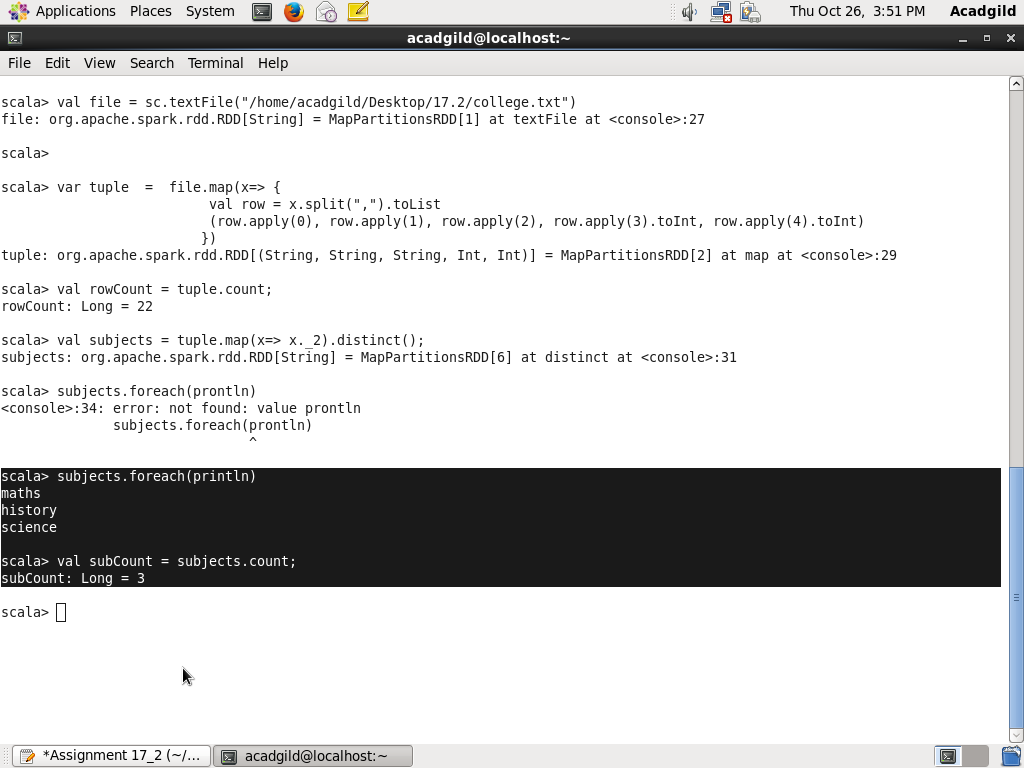 Applications Places System Thu Oct 26, 3:51 PM Acadgild
acadgild@localhost:~
File Edit View Search Terminal Help
scala> val file = sc.textFile("/home/acadgild/Desktop/17.2/college.txt")
file: org.apache.spark.rdd.RDD[String] = MapPartitionsRDD[1] at textFile at <console>:27
scala>
scala> var tuple  =  file.map(x=> {
                          val row = x.split(",").toList
                          (row.apply(0), row.apply(1), row.apply(2), row.apply(3).toInt, row.apply(4).toInt)
                         })
tuple: org.apache.spark.rdd.RDD[(String, String, String, Int, Int)] = MapPartitionsRDD[2] at map at <console>:29
scala> val rowCount = tuple.count;
rowCount: Long = 22
scala> val subjects = tuple.map(x=> x._2).distinct();
subjects: org.apache.spark.rdd.RDD[String] = MapPartitionsRDD[6] at distinct at <console>:31
scala> subjects.foreach(prontln)
<console>:34: error: not found: value prontln
              subjects.foreach(prontln)
                               ^
scala> subjects.foreach(println)
maths
history
science
scala> val subCount = subjects.count;
subCount: Long = 3
scala>
*Assignment 17_2 (~/... acadgild@localhost:~